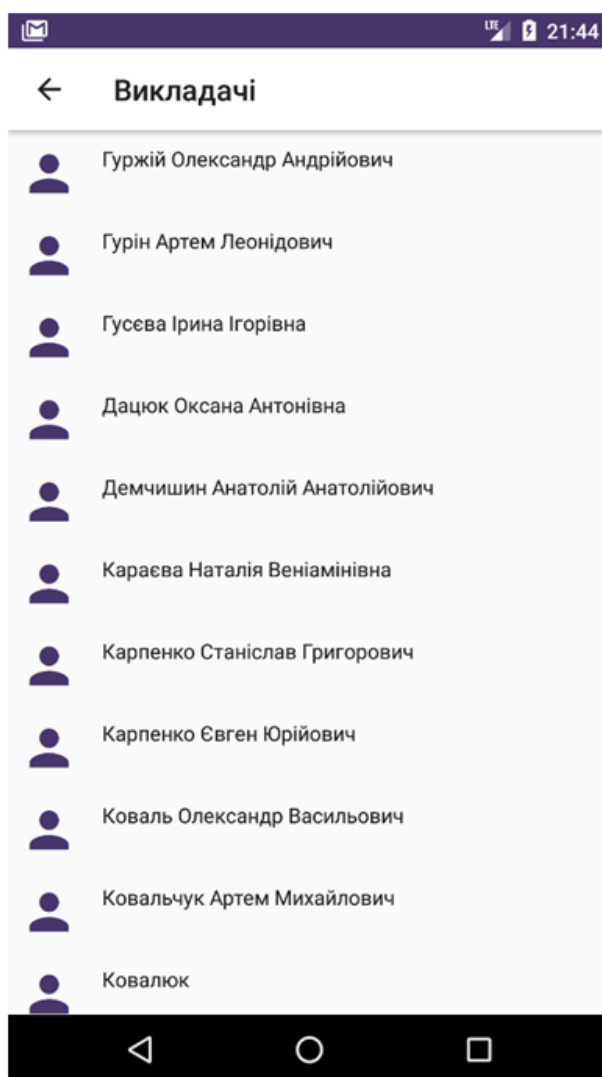 LTE 21:44
Викладачі
Гуржій Олександр Андрійович
Гурін Артем Леонідович
Гусєва Ірина Ігорівна
Дацюк Оксана Антонівна
Демчишин Анатолій Анатолійович
Караєва Наталія Веніамінівна
Карпенко Станіслав Григорович
Карпенко Євген Юрійович
Коваль Олександр Васильович
Ковальчук Артем Михайлович
Ковалюк